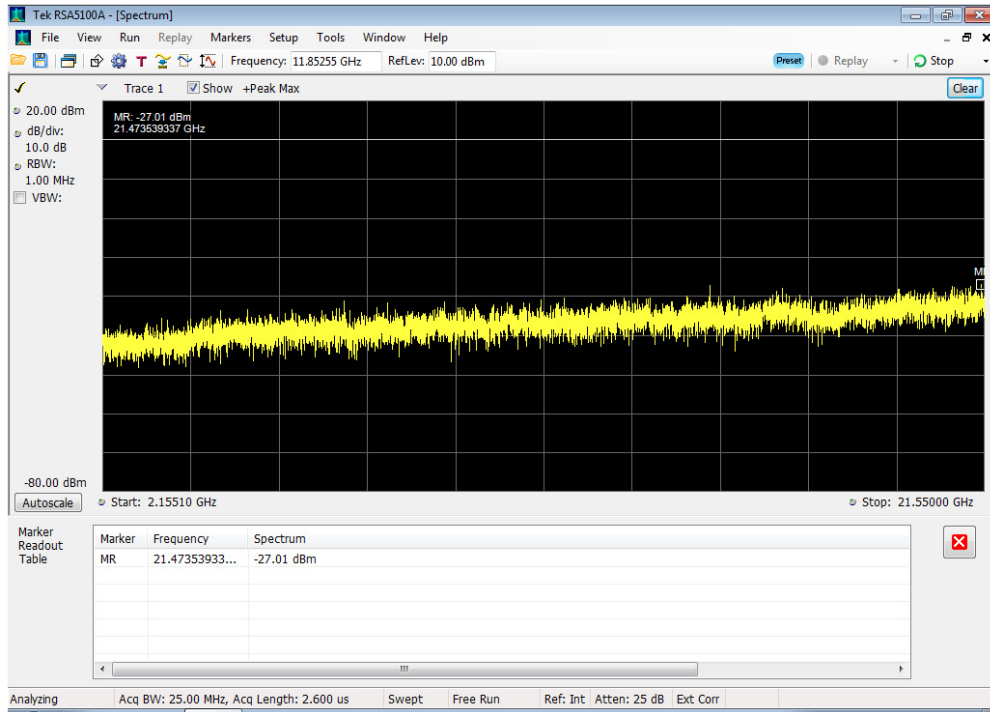 Tek RSA5100A - [Spectrum]
File View Run Replay Markers Setup Tools Window Help
T Frequency: 11.85255 GHz RefLev: 10.00 dBm Preset Replay Stop
Trace 1 Show +Peak Max Clear
20.00 dBm
dB/div:
10.0 dB
RBW:
1.00 MHz
VBW:
MR: -27.01 dBm
21.473539337 GHz
-80.00 dBm
Autoscale Start: 2.15510 GHz Stop: 21.55000 GHz
Marker
Readout
Table
Marker Frequency Spectrum
MR 21.47353933... -27.01 dBm
Analyzing Acq BW: 25.00 MHz, Acq Length: 2.600 us Swept Free Run Ref: Int Atten: 25 dB Ext Corr